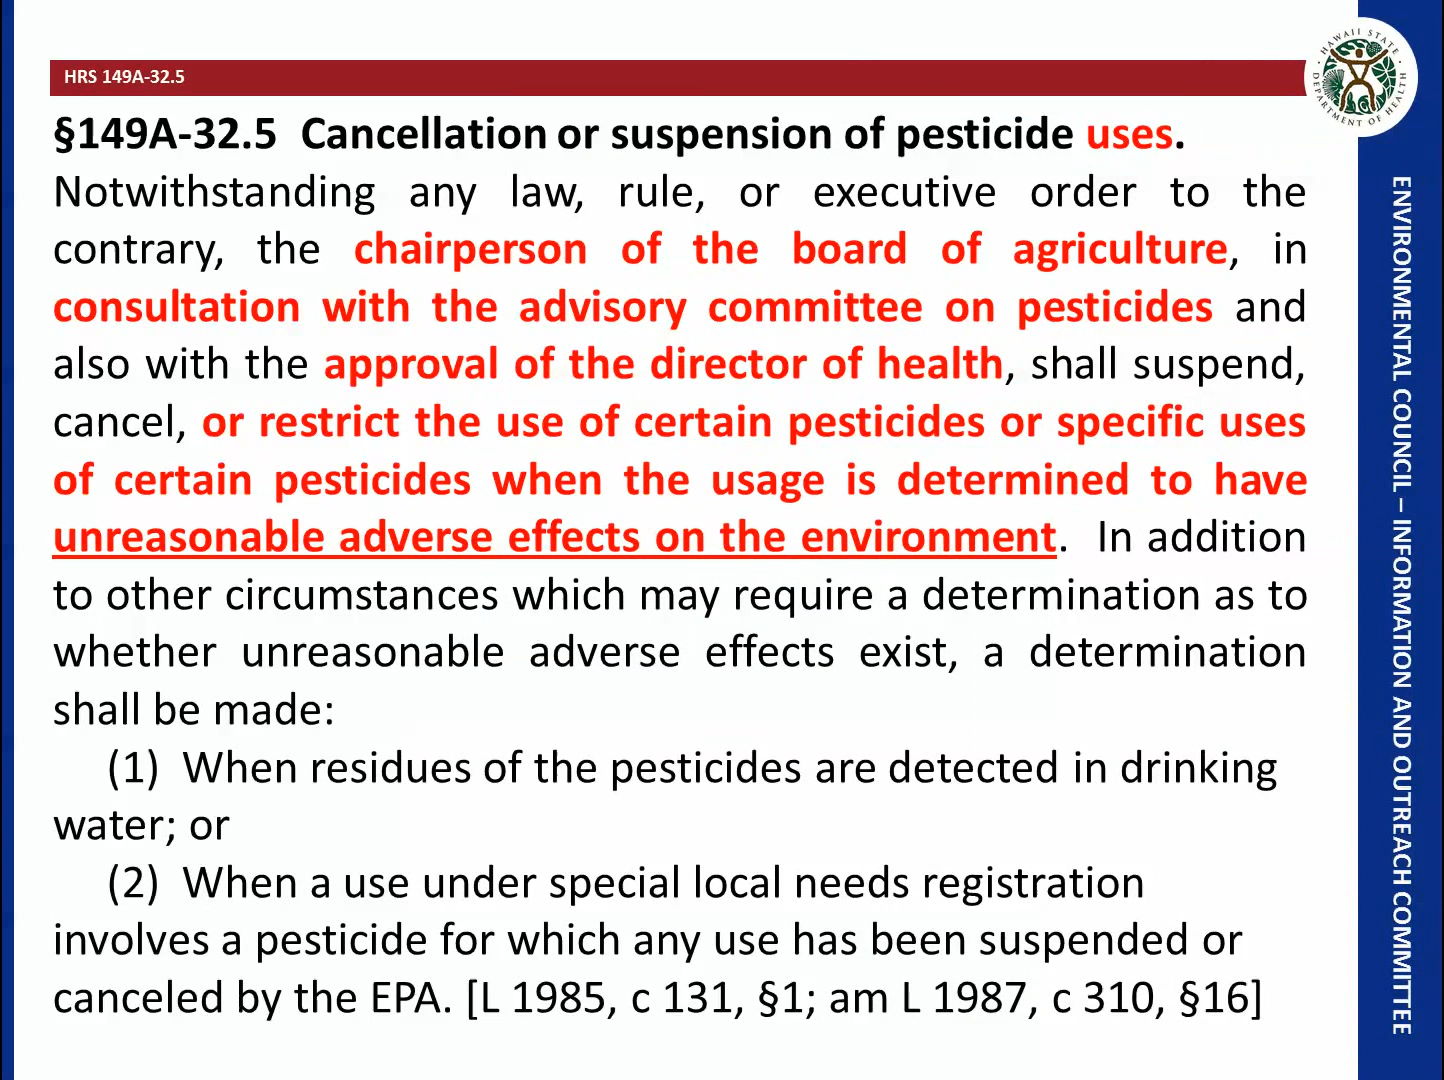 HRS 149A-32.5
HAWAII STATE
DEPARTMENT OF HEALTH
§149A-32.5 Cancellation or suspension of pesticide uses.
Notwithstanding any law, rule, or executive order to the
contrary, the chairperson of the board of agriculture, in
consultation with the advisory committee on pesticides and
also with the approval of the director of health, shall suspend,
cancel, or restrict the use of certain pesticides or specific uses
of certain pesticides when the usage is determined to have
unreasonable adverse effects on the environment. In addition
to other circumstances which may require a determination as to
whether unreasonable adverse effects exist, a determination
shall be made:
(1) When residues of the pesticides are detected in drinking
water; or
(2) When a use under special local needs registration
involves a pesticide for which any use has been suspended or
canceled by the EPA. [L 1985, c 131, §1; am L 1987, c 310, §16]
ENVIRONMENTAL COUNCIL – INFORMATION AND OUTREACH COMMITTEE